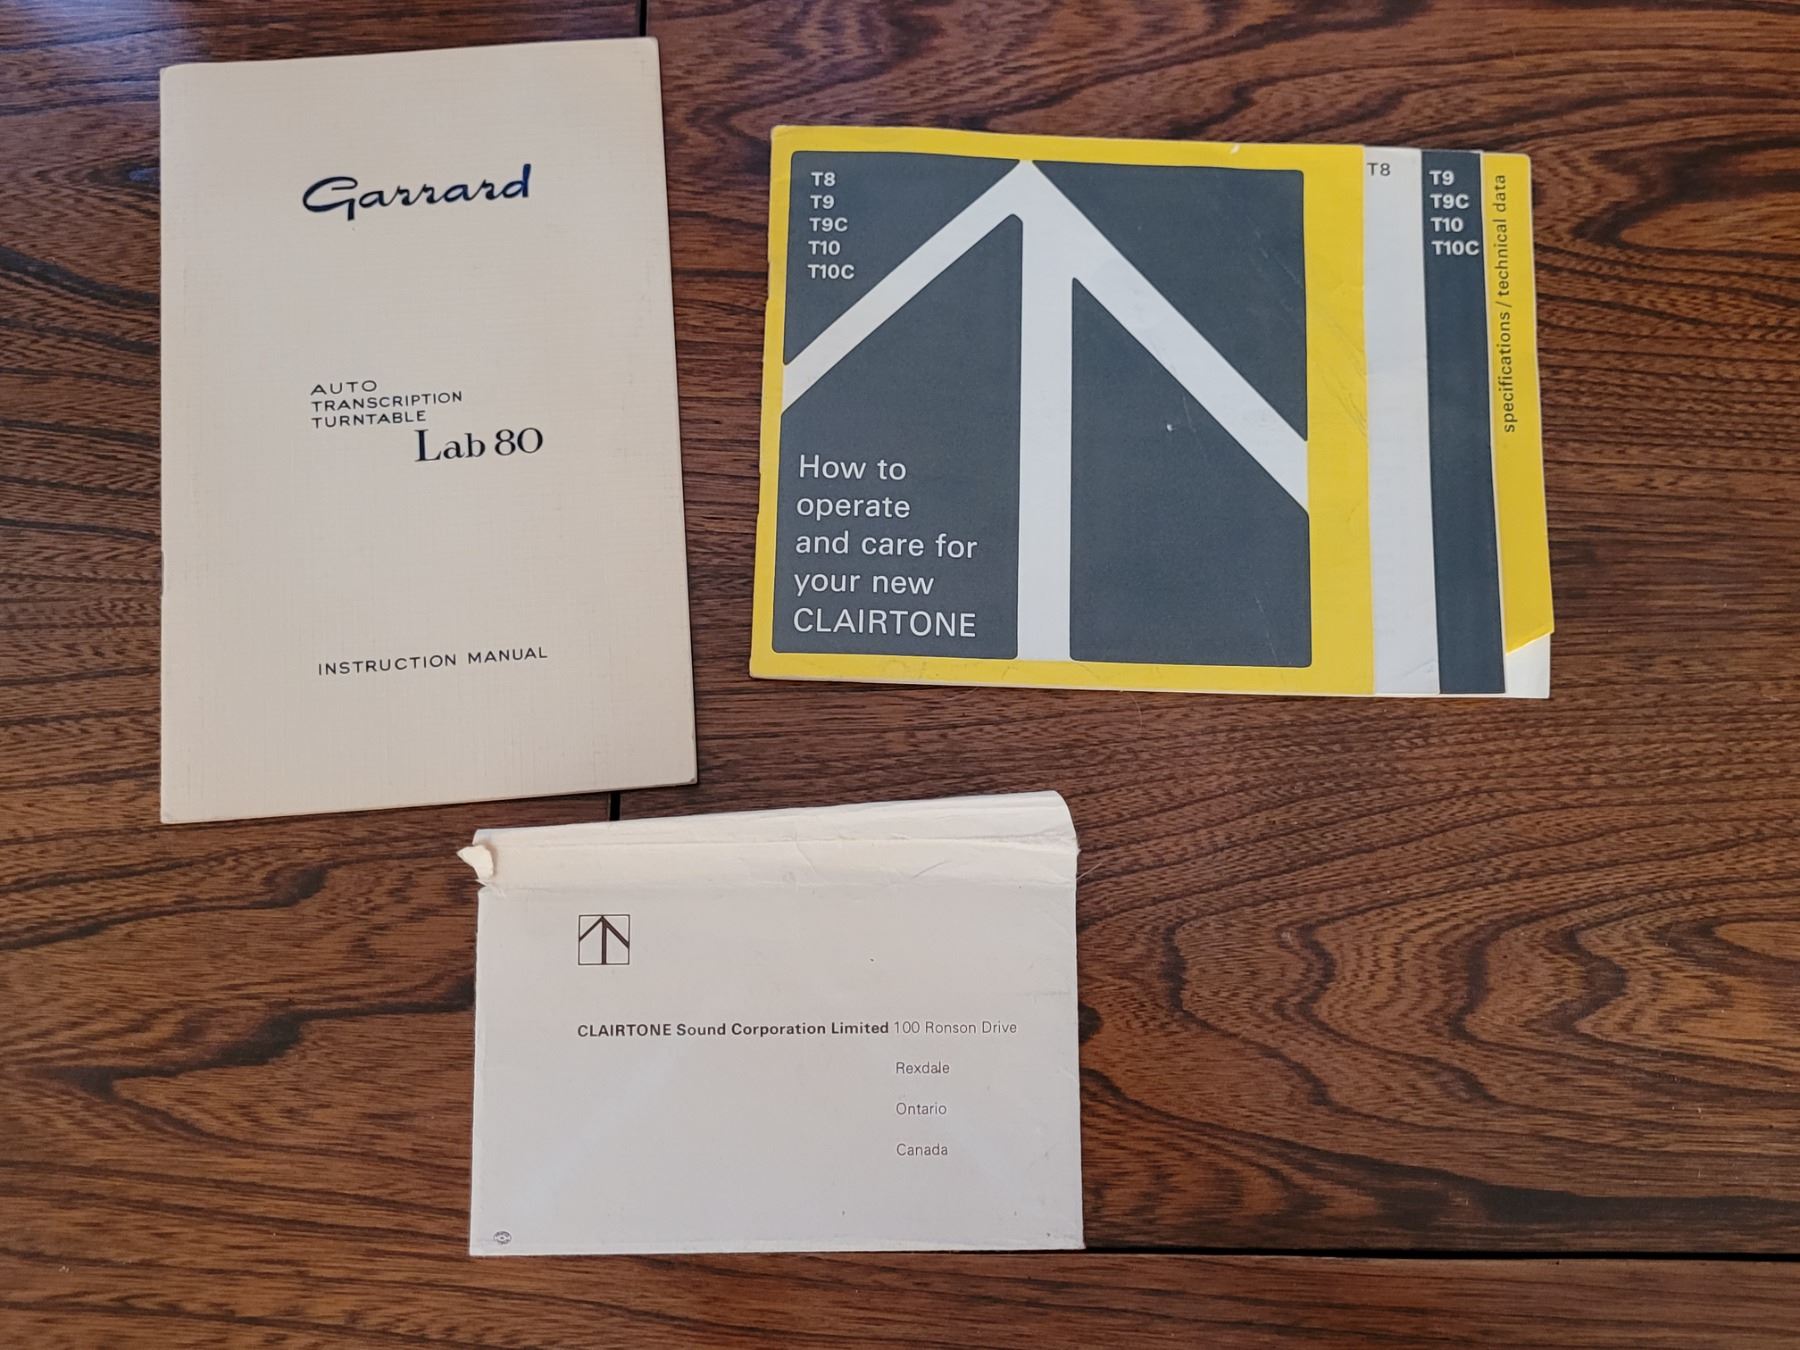 Garrard
AUTO
TRANSCRIPTION
TURNTABLE
Lab 80
INSTRUCTION MANUAL
T8
T9
T9C
T10
T10C
How to
operate
and care for
your new
CLAIRTONE
T8
T9
T9C
T10
T10C
specifications / technical data
CLAIRTONE Sound Corporation Limited 100 Ronson Drive
Rexdale
Ontario
Canada